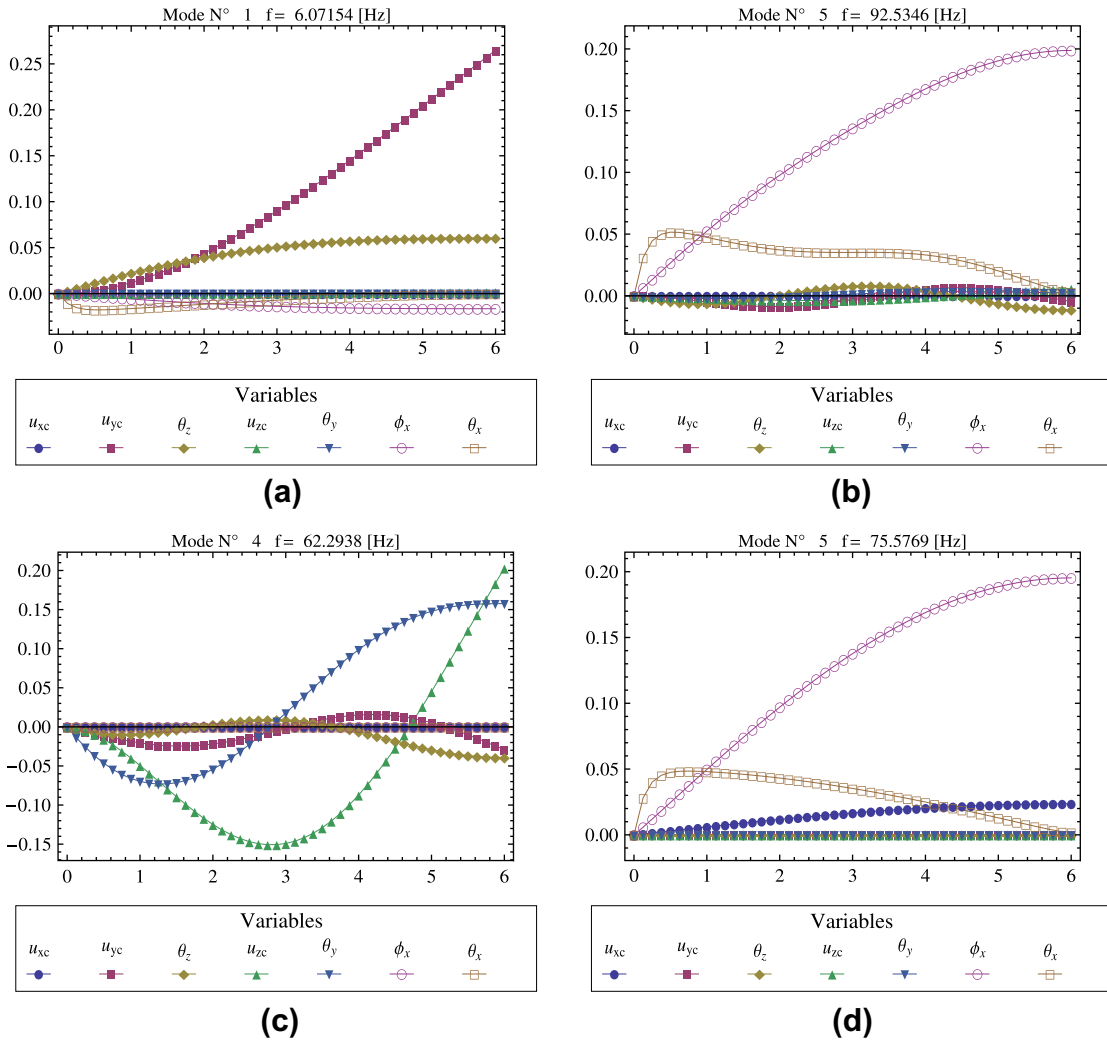 Mode N° 1 f= 6.07154 [Hz]
0.25
0.20
0.15
0.10
0.05
0.00
0 1 2 3 4 5 6
Variables
u_xc u_yc θ_z u_zc θ_y ϕ_x θ_x
(a)
Mode N° 5 f= 92.5346 [Hz]
0.20
0.15
0.10
0.05
0.00
0 1 2 3 4 5 6
Variables
u_xc u_yc θ_z u_zc θ_y ϕ_x θ_x
(b)
Mode N° 4 f= 62.2938 [Hz]
0.20
0.15
0.10
0.05
0.00
−0.05
−0.10
−0.15
0 1 2 3 4 5 6
Variables
u_xc u_yc θ_z u_zc θ_y ϕ_x θ_x
(c)
Mode N° 5 f= 75.5769 [Hz]
0.20
0.15
0.10
0.05
0.00
0 1 2 3 4 5 6
Variables
u_xc u_yc θ_z u_zc θ_y ϕ_x θ_x
(d)